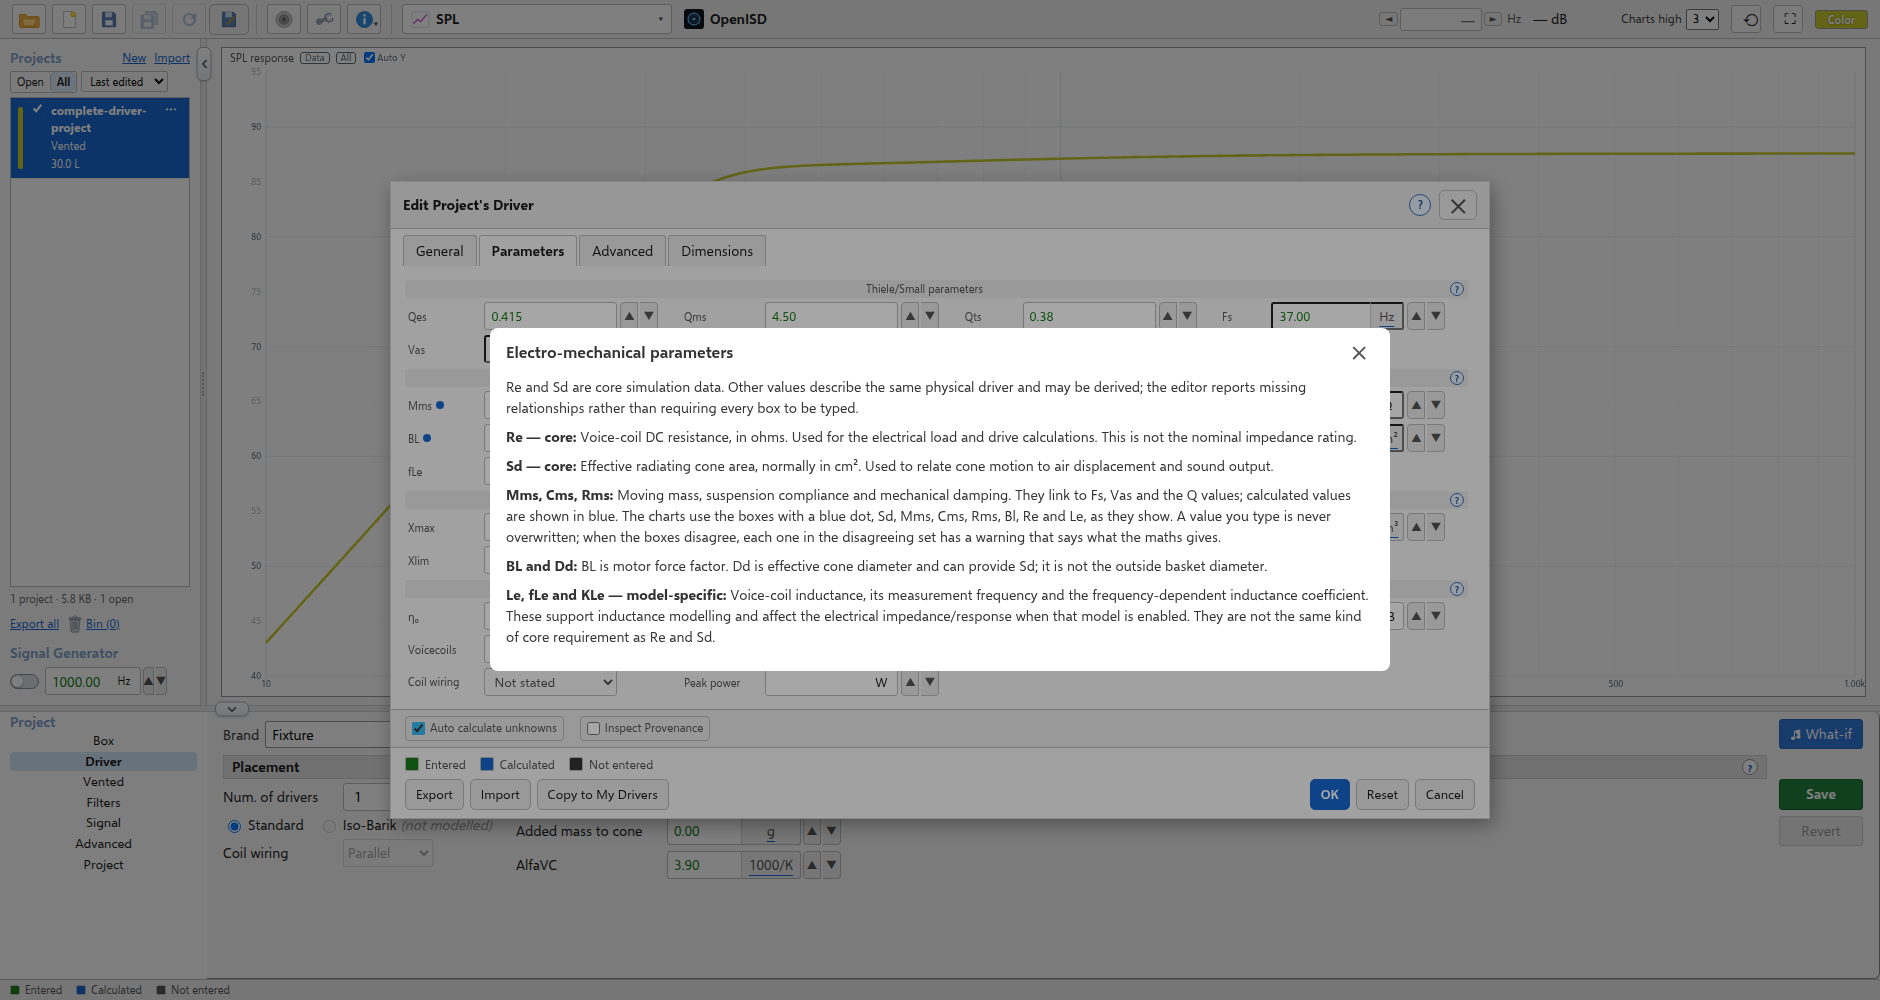 SPL
OpenISD
— Hz — dB
Charts high 3
Color
Projects New Import
Open All Last edited
complete-driver-project
Vented
30.0 L
1 project · 5.8 KB · 1 open
Export all Bin (0)
Signal Generator
1000.00 Hz
SPL response Data All Auto Y
95
90
85
80
75
70
65
60
55
50
45
40
10
500
1.00k
Edit Project's Driver
General Parameters Advanced Dimensions
Thiele/Small parameters
Qes 0.415 Qms 4.50 Qts 0.38 Fs 37.00 Hz
Vas
Mms
BL
fLe
Xmax
Xlim
η₀
Voicecoils
Coil wiring Not stated Peak power W
Electro-mechanical parameters
Re and Sd are core simulation data. Other values describe the same physical driver and may be derived; the editor reports missing
relationships rather than requiring every box to be typed.
Re — core: Voice-coil DC resistance, in ohms. Used for the electrical load and drive calculations. This is not the nominal impedance rating.
Sd — core: Effective radiating cone area, normally in cm². Used to relate cone motion to air displacement and sound output.
Mms, Cms, Rms: Moving mass, suspension compliance and mechanical damping. They link to Fs, Vas and the Q values; calculated values
are shown in blue. The charts use the boxes with a blue dot, Sd, Mms, Cms, Rms, Bl, Re and Le, as they show. A value you type is never
overwritten; when the boxes disagree, each one in the disagreeing set has a warning that says what the maths gives.
BL and Dd: BL is motor force factor. Dd is effective cone diameter and can provide Sd; it is not the outside basket diameter.
Le, fLe and KLe — model-specific: Voice-coil inductance, its measurement frequency and the frequency-dependent inductance coefficient.
These support inductance modelling and affect the electrical impedance/response when that model is enabled. They are not the same kind
of core requirement as Re and Sd.
Auto calculate unknowns Inspect Provenance
Entered Calculated Not entered
Export Import Copy to My Drivers OK Reset Cancel
Project
Box
Driver
Vented
Filters
Signal
Advanced
Project
Brand Fixture
Placement
Num. of drivers 1
Standard Iso-Barik (not modelled)
Coil wiring Parallel
Added mass to cone 0.00 g
AlfaVC 3.90 1000/K
What-if
Save
Revert
Entered Calculated Not entered